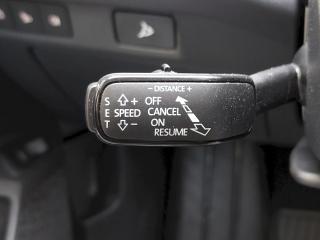 − DISTANCE +
S + OFF
E SPEED CANCEL
T − ON
RESUME